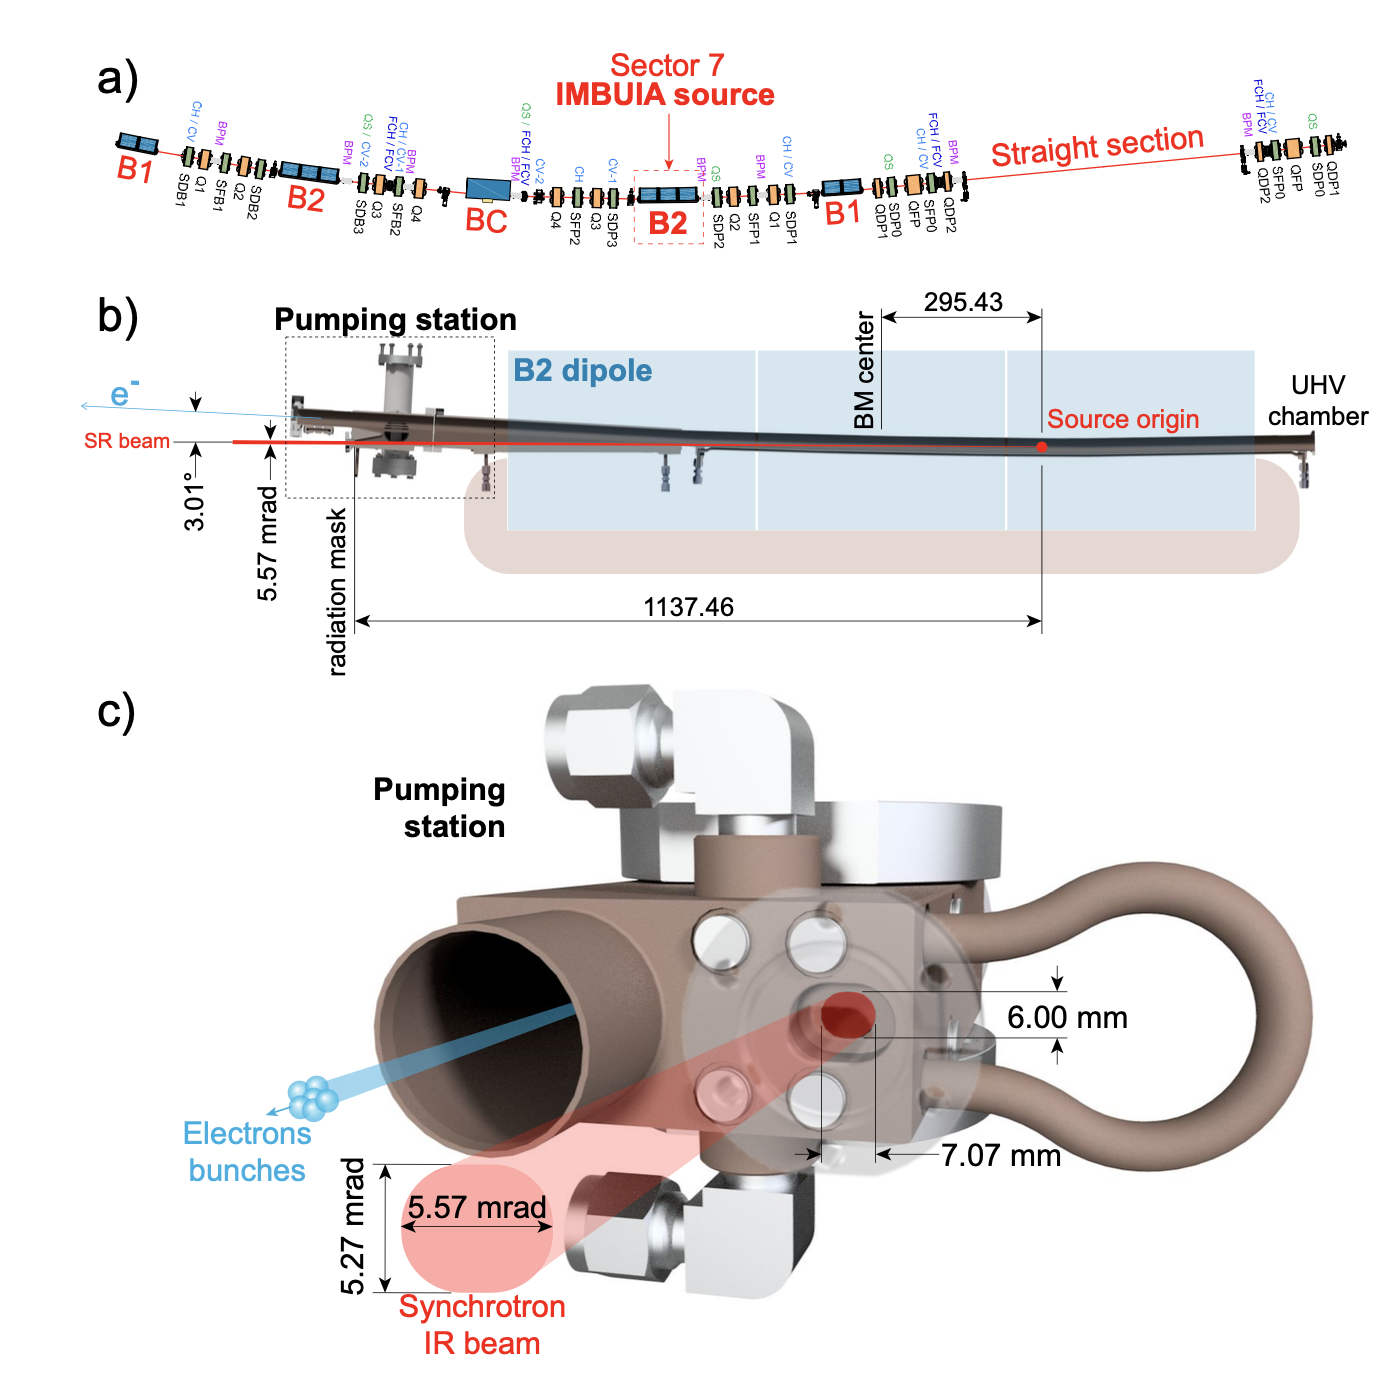 a)
Sector 7
IMBUIA source
CH / CV
BPM
BPM
QS / CV-2
FCH / FCV
CH / CV-1
BPM
QS / FCH / FCV
BPM
CV-2
CH
CV-1
BPM
QS
BPM
CH / CV
QS
CH / CV
FCH / FCV
BPM
BPM
FCH / FCV
CH / CV
QS
B1
SDB1
Q1
SFB1
Q2
SDB2
B2
SDB3
Q3
SFB2
Q4
BC
Q4
SFP2
Q3
SDP3
B2
SDP2
Q2
SFP1
Q1
SDP1
B1
QDP1
SDP0
QFP
SFP0
QDP2
Straight section
QDP2
SFP0
QFP
SDP0
QDP1
b)
Pumping station
295.43
BM center
B2 dipole
UHV
chamber
e-
Source origin
SR beam
3.01°
5.57 mrad
radiation mask
1137.46
c)
Pumping
station
6.00 mm
7.07 mm
Electrons
bunches
5.57 mrad
5.27 mrad
Synchrotron
IR beam